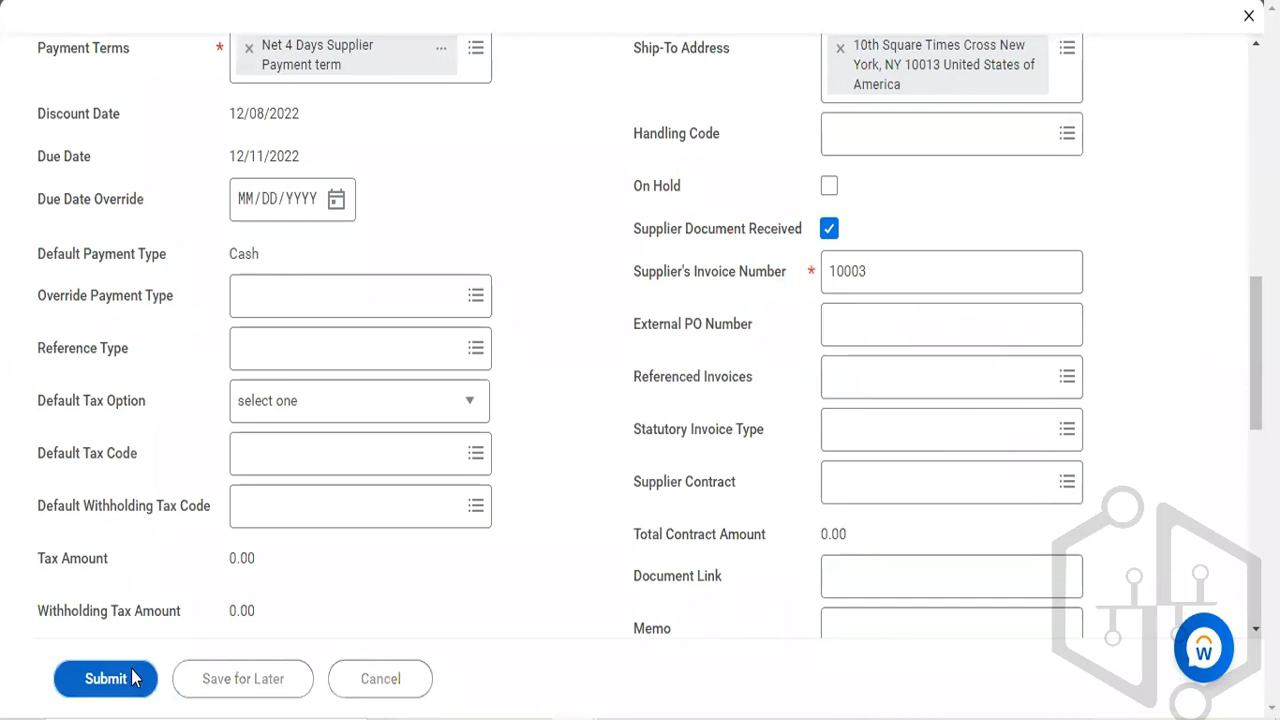 Payment Terms *
× Net 4 Days Supplier ...
Payment term
Discount Date 12/08/2022
Due Date 12/11/2022
Due Date Override MM/DD/YYYY
Default Payment Type Cash
Override Payment Type
Reference Type
Default Tax Option select one
Default Tax Code
Default Withholding Tax Code
Tax Amount 0.00
Withholding Tax Amount 0.00
Ship-To Address
× 10th Square Times Cross New
York, NY 10013 United States of
America
Handling Code
On Hold
Supplier Document Received
Supplier's Invoice Number * 10003
External PO Number
Referenced Invoices
Statutory Invoice Type
Supplier Contract
Total Contract Amount 0.00
Document Link
Memo
Submit Save for Later Cancel
W